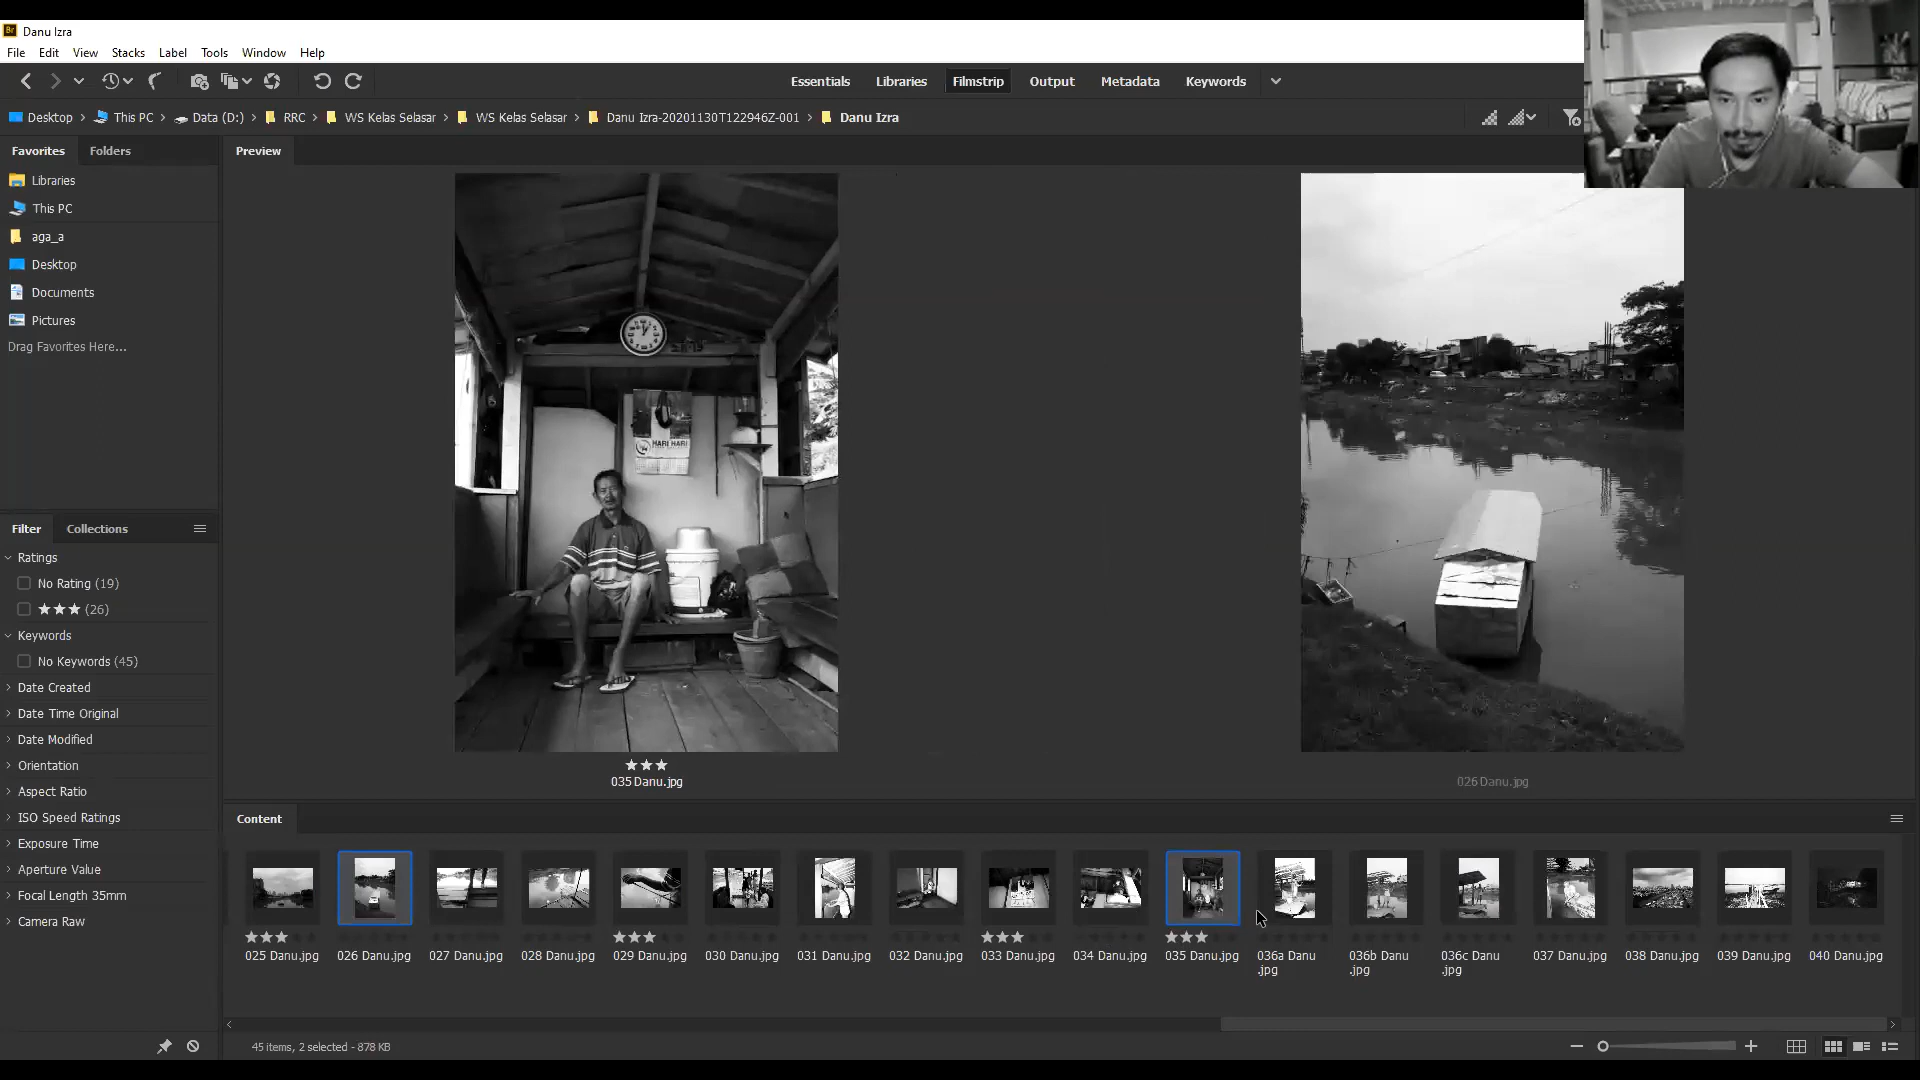 Br Danu Izra
File Edit View Stacks Label Tools Window Help
Essentials Libraries Filmstrip Output Metadata Keywords
Desktop This PC Data (D:) RRC WS Kelas Selasar WS Kelas Selasar Danu Izra-20201130T122946Z-001 Danu Izra
Favorites Folders
Preview
Libraries
This PC
aga_a
Desktop
Documents
Pictures
Drag Favorites Here...
HARI HARI
035 Danu.jpg
026 Danu.jpg
Filter Collections
Ratings
No Rating (19)
(26)
Keywords
No Keywords (45)
Date Created
Date Time Original
Date Modified
Orientation
Aspect Ratio
ISO Speed Ratings
Exposure Time
Aperture Value
Focal Length 35mm
Camera Raw
Content
025 Danu.jpg
026 Danu.jpg
027 Danu.jpg
028 Danu.jpg
029 Danu.jpg
030 Danu.jpg
031 Danu.jpg
032 Danu.jpg
033 Danu.jpg
034 Danu.jpg
035 Danu.jpg
036a Danu
.jpg
036b Danu
.jpg
036c Danu
.jpg
037 Danu.jpg
038 Danu.jpg
039 Danu.jpg
040 Danu.jpg
45 items, 2 selected - 878 KB